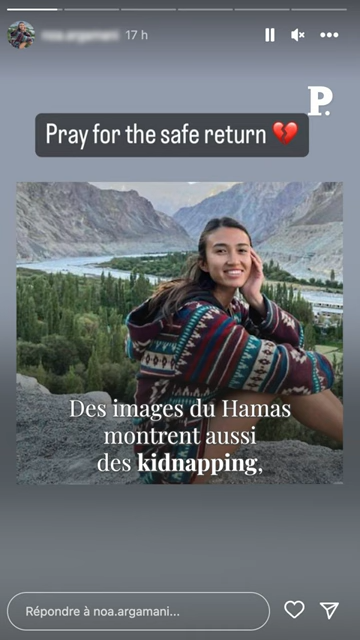 17 h
P.
Pray for the safe return 💔
Des images du Hamas
montrent aussi
des kidnapping,
Répondre à noa.argamani...